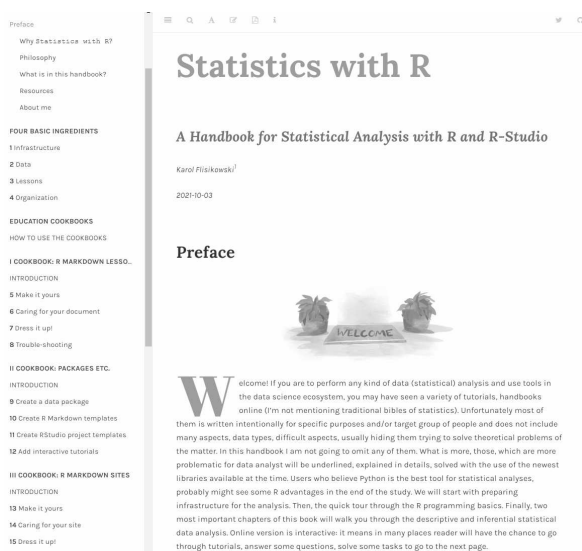 Preface
Why Statistics with R?
Philosophy
What is in this handbook?
Resources
About me
FOUR BASIC INGREDIENTS
1 Infrastructure
2 Data
3 Lessons
4 Organization
EDUCATION COOKBOOKS
HOW TO USE THE COOKBOOKS
I COOKBOOK: R MARKDOWN LESSO...
INTRODUCTION
5 Make it yours
6 Caring for your document
7 Dress it up!
8 Trouble-shooting
II COOKBOOK: PACKAGES ETC.
INTRODUCTION
9 Create a data package
10 Create R Markdown templates
11 Create RStudio project templates
12 Add interactive tutorials
III COOKBOOK: R MARKDOWN SITES
INTRODUCTION
13 Make it yours
14 Caring for your site
15 Dress it up!
Statistics with R
A Handbook for Statistical Analysis with R and R-Studio
Karol Flisikowski1
2021-10-03
Preface
WELCOME
Welcome! If you are to perform any kind of data (statistical) analysis and use tools in
the data science ecosystem, you may have seen a variety of tutorials, handbooks
online (I'm not mentioning traditional bibles of statistics). Unfortunately most of
them is written intentionally for specific purposes and/or target group of people and does not include
many aspects, data types, difficult aspects, usually hiding them trying to solve theoretical problems of
the matter. In this handbook I am not going to omit any of them. What is more, those, which are more
problematic for data analyst will be underlined, explained in details, solved with the use of the newest
libraries available at the time. Users who believe Python is the best tool for statistical analyses,
probably might see some R advantages in the end of the study. We will start with preparing
infrastructure for the analysis. Then, the quick tour through the R programming basics. Finally, two
most important chapters of this book will walk you through the descriptive and inferential statistical
data analysis. Online version is interactive: it means in many places reader will have the chance to go
through tutorials, answer some questions, solve some tasks to go to the next page.